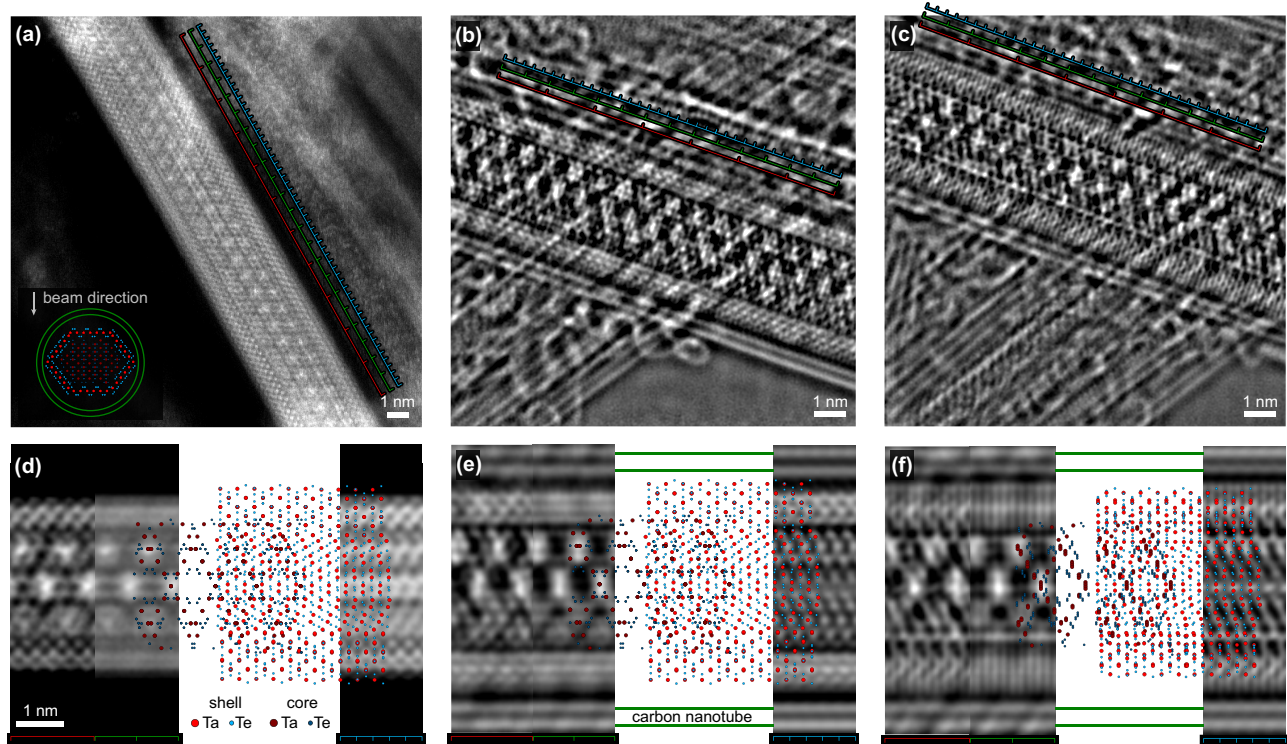 (a)
(b)
(c)
beam direction
1 nm
1 nm
1 nm
(d)
(e)
(f)
shell core
Ta Te Ta Te
1 nm
carbon nanotube